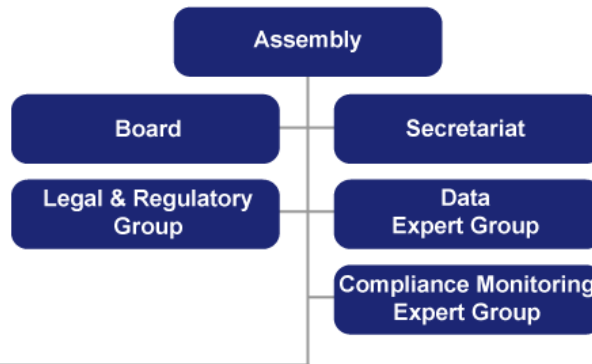 Assembly
Board
Secretariat
Legal & Regulatory
Group
Data
Expert Group
Compliance Monitoring
Expert Group